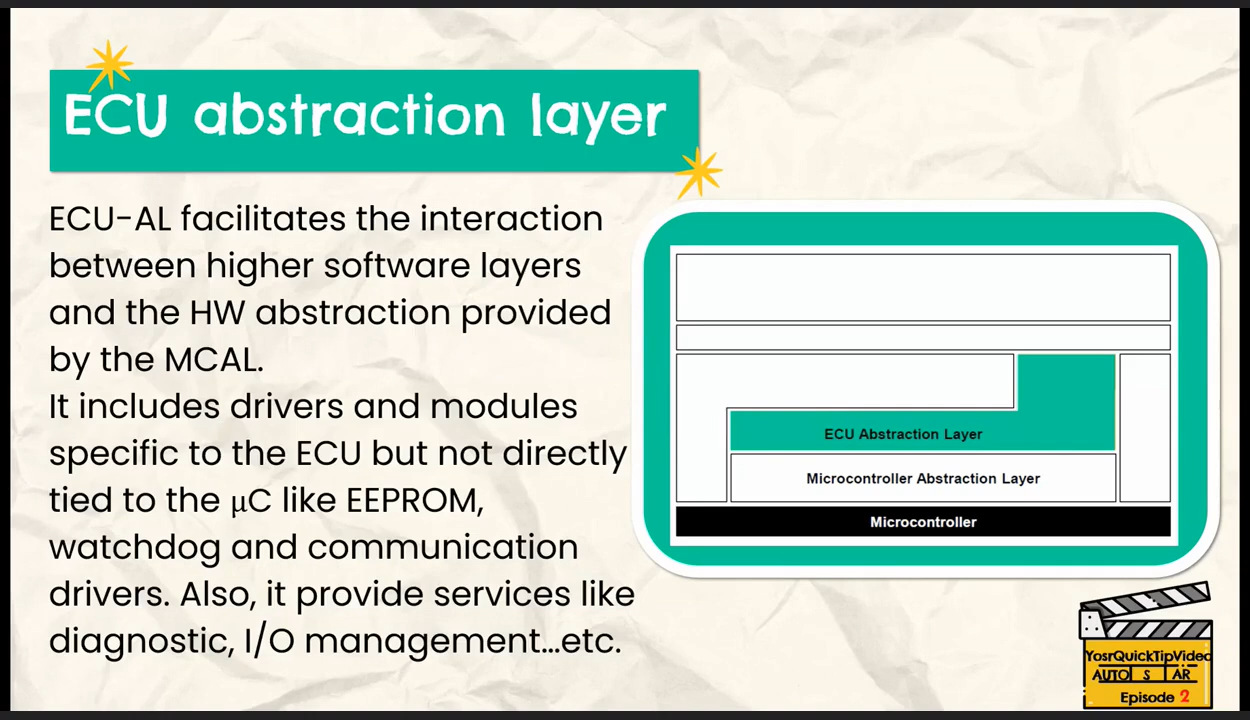 ECU abstraction layer
ECU-AL facilitates the interaction
between higher software layers
and the HW abstraction provided
by the MCAL.
It includes drivers and modules
specific to the ECU but not directly
tied to the µC like EEPROM,
watchdog and communication
drivers. Also, it provide services like
diagnostic, I/O management...etc.
ECU Abstraction Layer
Microcontroller Abstraction Layer
Microcontroller
YosrQuickTipVideo
AUTOSTAR
Episode 2